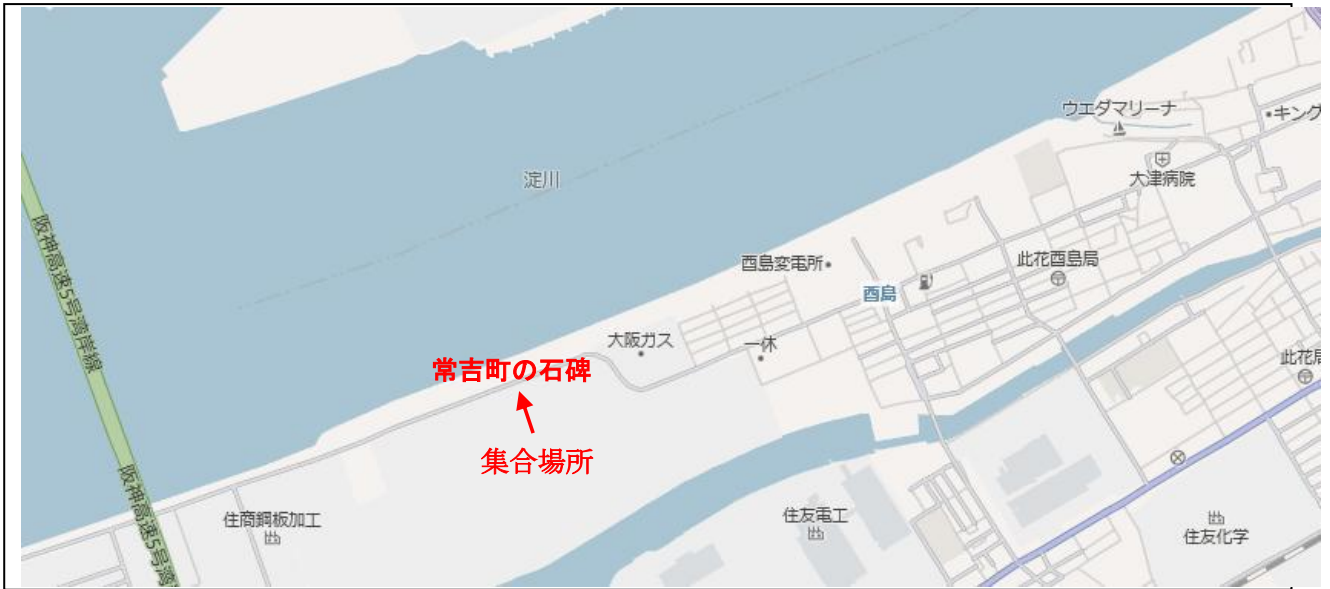 ウエダマリーナ
キング
大津病院
淀川
阪神高速5号湾岸線
酉島変電所
此花酉島局
酉島
大阪ガス
一休
常吉町の石碑
此花局
集合場所
阪神高速5号湾
住商鋼板加工
住友電工
住友化学